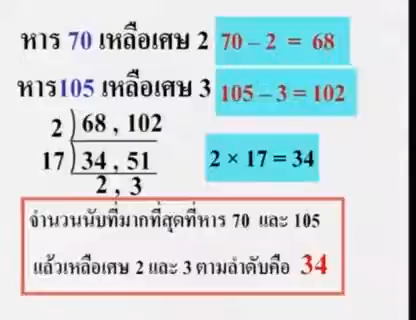 หาร 70 เหลือเศษ 2 70 – 2 = 68
หาร105 เหลือเศษ 3 105 – 3 = 102
2 ) 68 , 102
17 ) 34 , 51 2 × 17 = 34
2 , 3
จำนวนนับที่มากที่สุดที่หาร 70 และ 105
แล้วเหลือเศษ 2 และ 3 ตามลำดับคือ 34